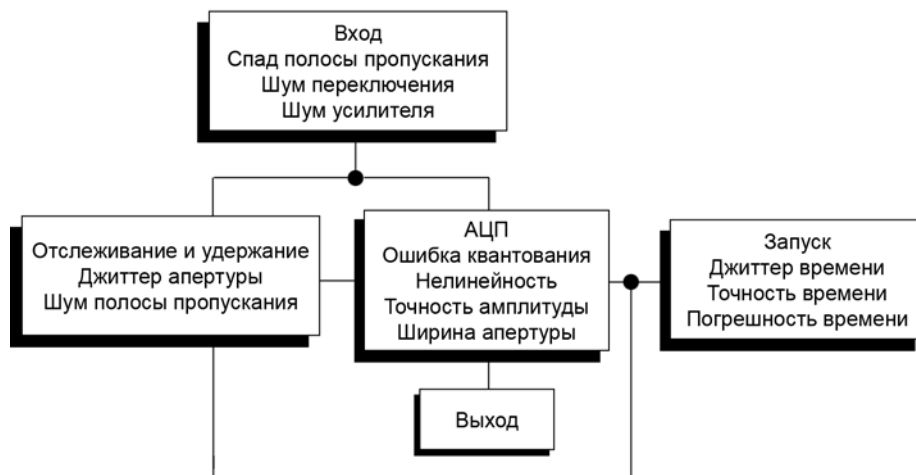 Вход
Спад полосы пропускания
Шум переключения
Шум усилителя
Отслеживание и удержание
Джиттер апертуры
Шум полосы пропускания
АЦП
Ошибка квантования
Нелинейность
Точность амплитуды
Ширина апертуры
Запуск
Джиттер времени
Точность времени
Погрешность времени
Выход